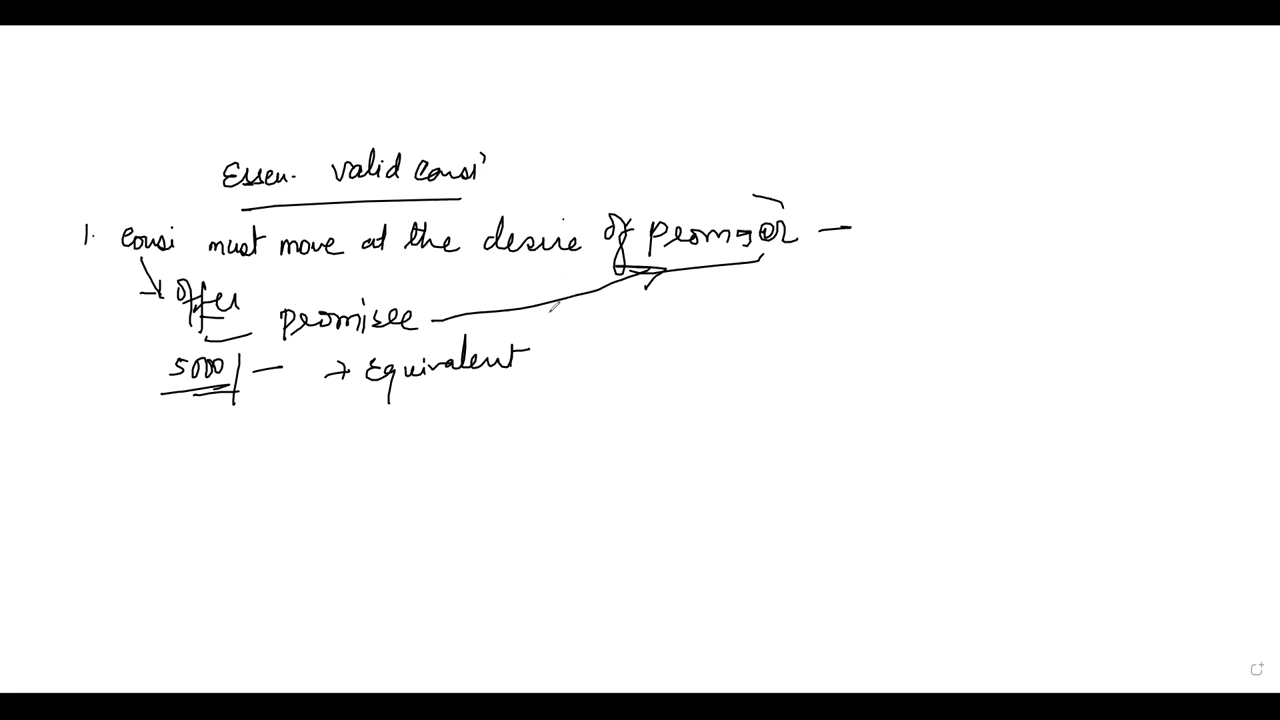 Essen. valid consi'
1. Consi must move at the desire of promisor —
→ offer
promisee
5000/- → Equivalent